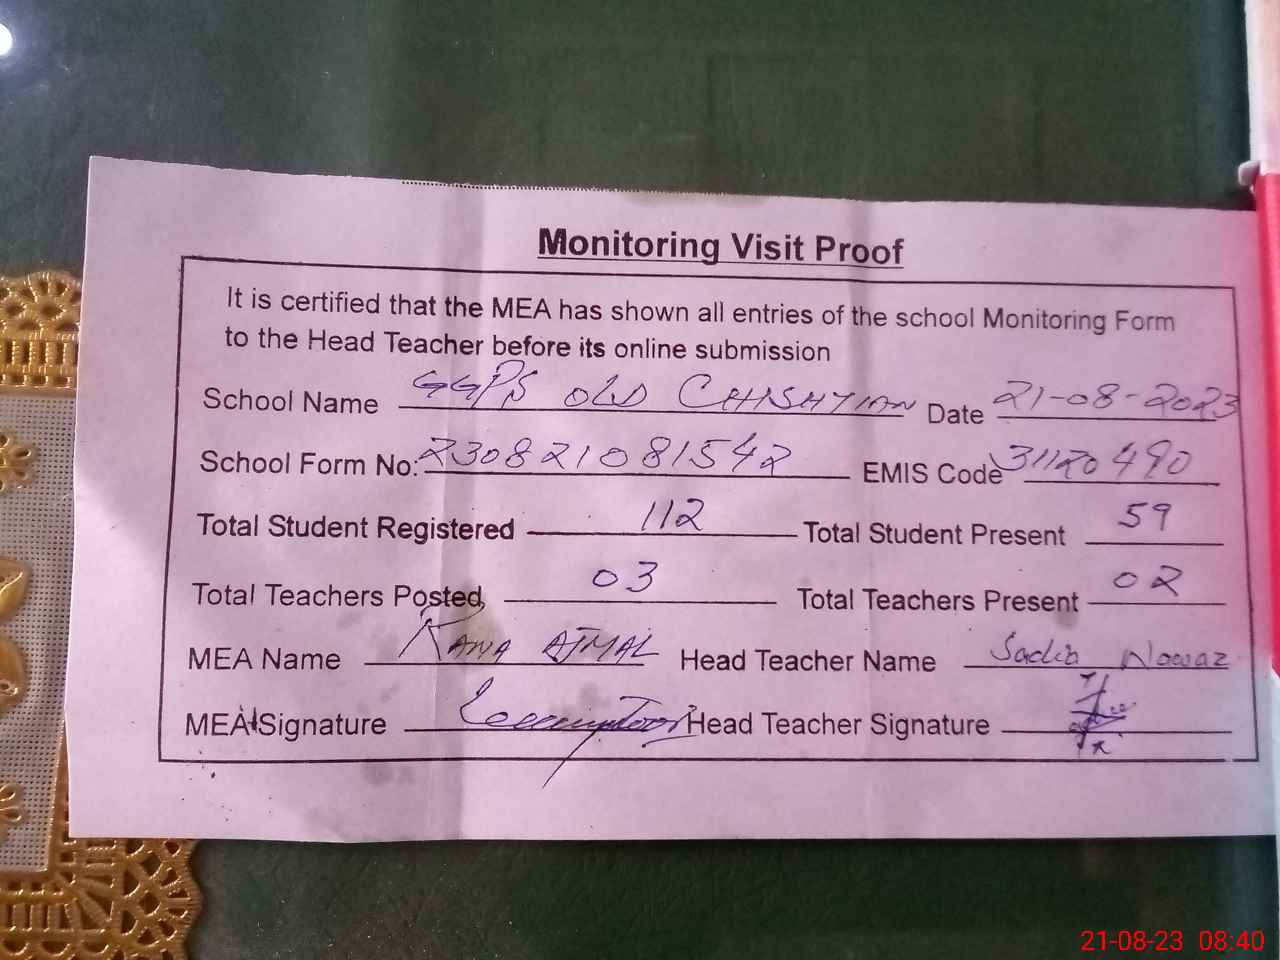 Monitoring Visit Proof
It is certified that the MEA has shown all entries of the school Monitoring Form
to the Head Teacher before its online submission
School Name GGPS OLD CHISHTIAN Date 21-08-2023
School Form No: 230821081542 EMIS Code 31120490
Total Student Registered 112 Total Student Present 59
Total Teachers Posted 03 Total Teachers Present 02
MEA Name RANA AJMAL Head Teacher Name Sadia Nawaz
MEA Signature Head Teacher Signature
21-08-23 08:40